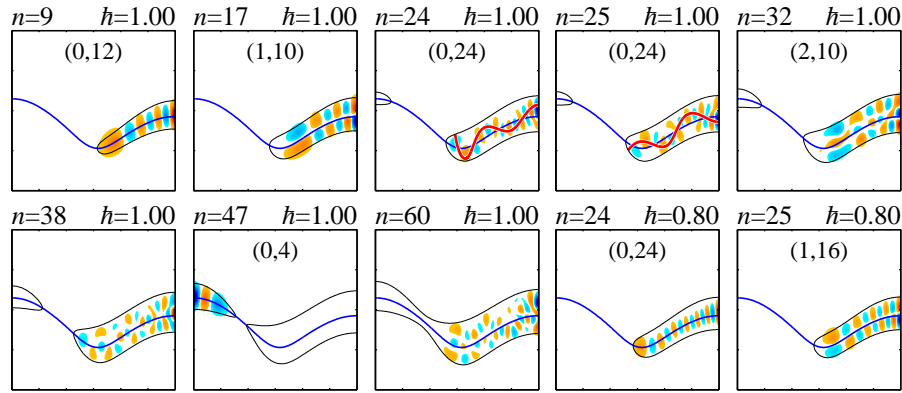 n=9 ħ=1.00 n=17 ħ=1.00 n=24 ħ=1.00 n=25 ħ=1.00 n=32 ħ=1.00
(0,12) (1,10) (0,24) (0,24) (2,10)
n=38 ħ=1.00 n=47 ħ=1.00 n=60 ħ=1.00 n=24 ħ=0.80 n=25 ħ=0.80
(0,4) (0,24) (1,16)